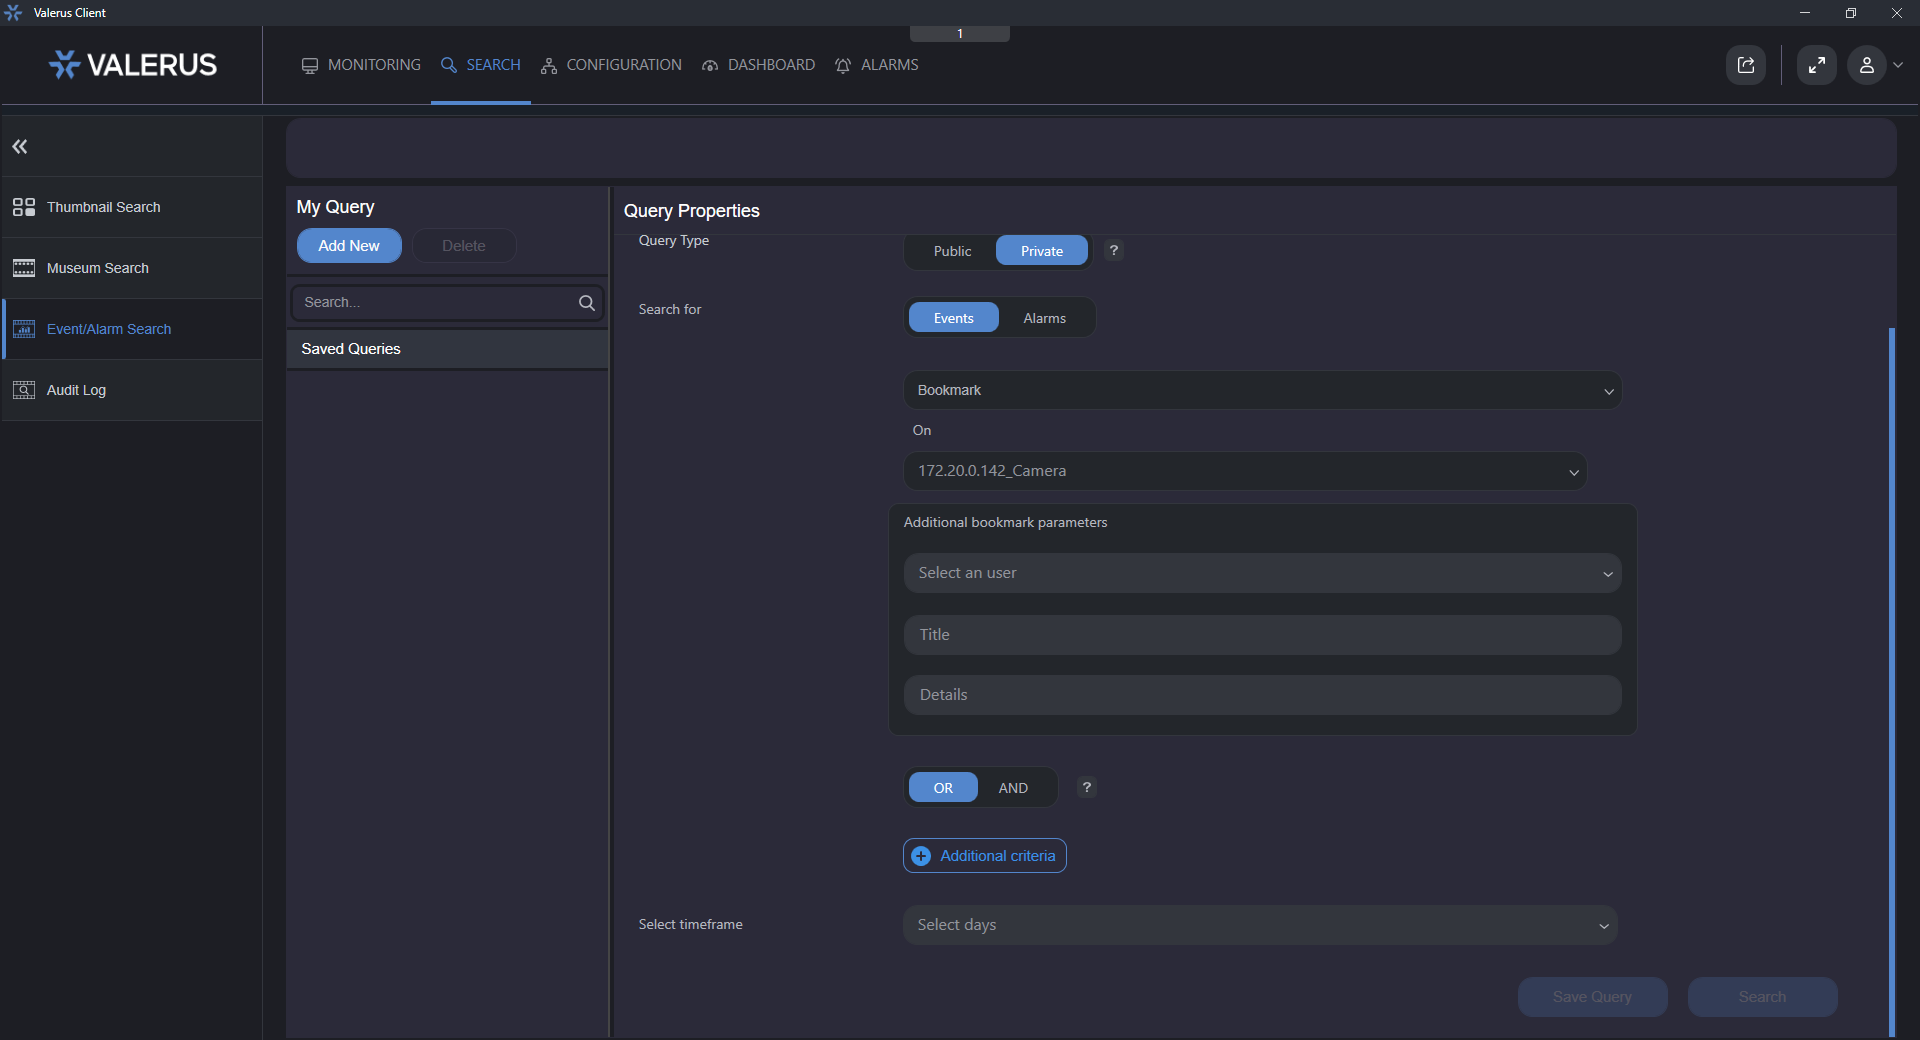 Valerus Client
1
VALERUS
MONITORING
SEARCH
CONFIGURATION
DASHBOARD
ALARMS
Thumbnail Search
Museum Search
Event/Alarm Search
Audit Log
My Query
Add New
Delete
Search...
Saved Queries
Query Properties
Query Type
Public
Private
?
Search for
Events
Alarms
Bookmark
On
172.20.0.142_Camera
Additional bookmark parameters
Select an user
Title
Details
OR
AND
?
Additional criteria
Select timeframe
Select days
Save Query
Search